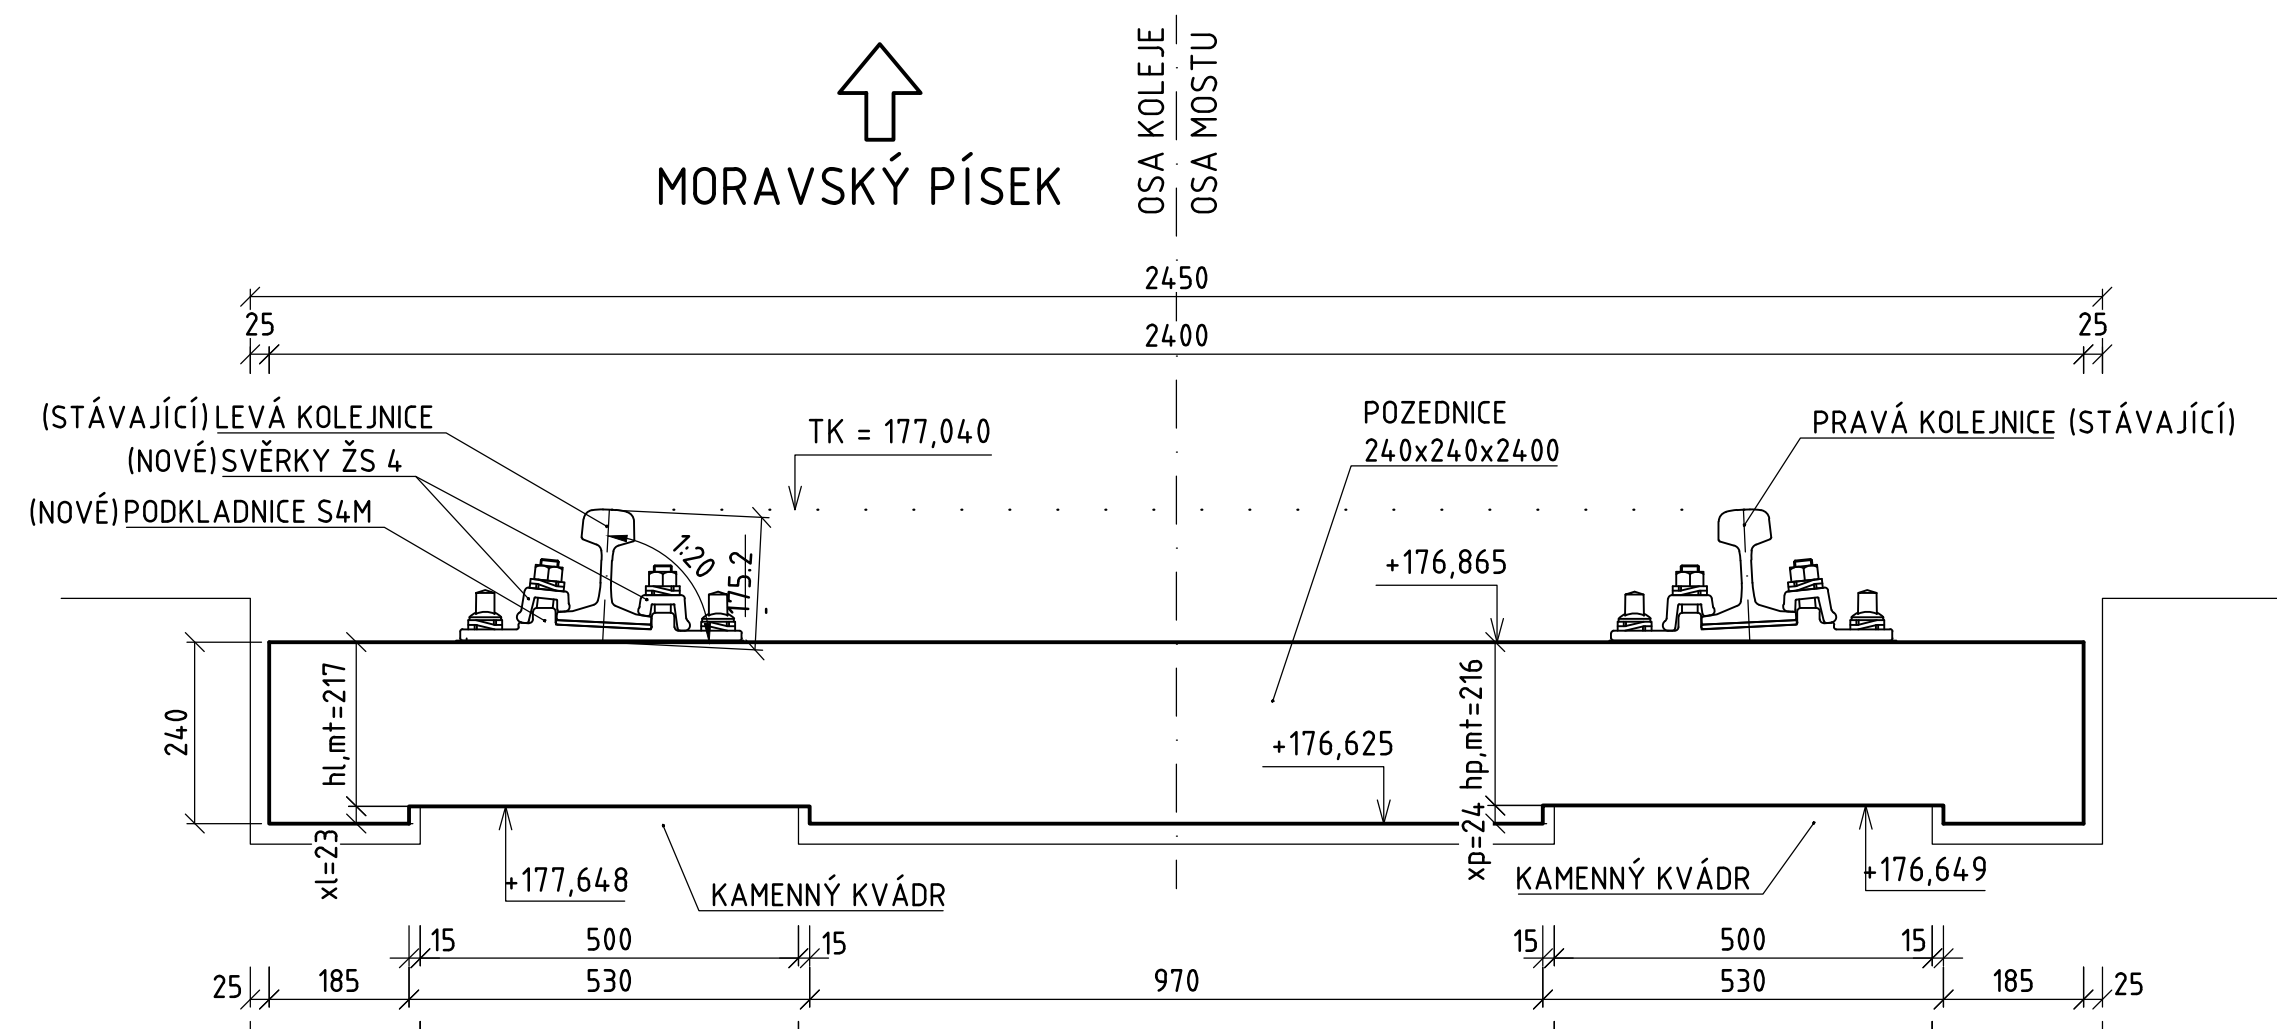 OSA KOLEJE
OSA MOSTU
MORAVSKÝ PÍSEK
2450
25
2400
25
(STÁVAJÍCÍ) LEVÁ KOLEJNICE
(NOVÉ) SVĚRKY ŽS 4
(NOVÉ) PODKLADNICE S4M
TK = 177,040
POZEDNICE
240x240x2400
PRAVÁ KOLEJNICE (STÁVAJÍCÍ)
1:20
175.2
+176,865
240
hl,mt=217
xl=23
hp,mt=216
xp=24
+176,625
+177,648
KAMENNÝ KVÁDR
KAMENNÝ KVÁDR
+176,649
15
500
15
15
500
15
25
185
530
970
530
185
25